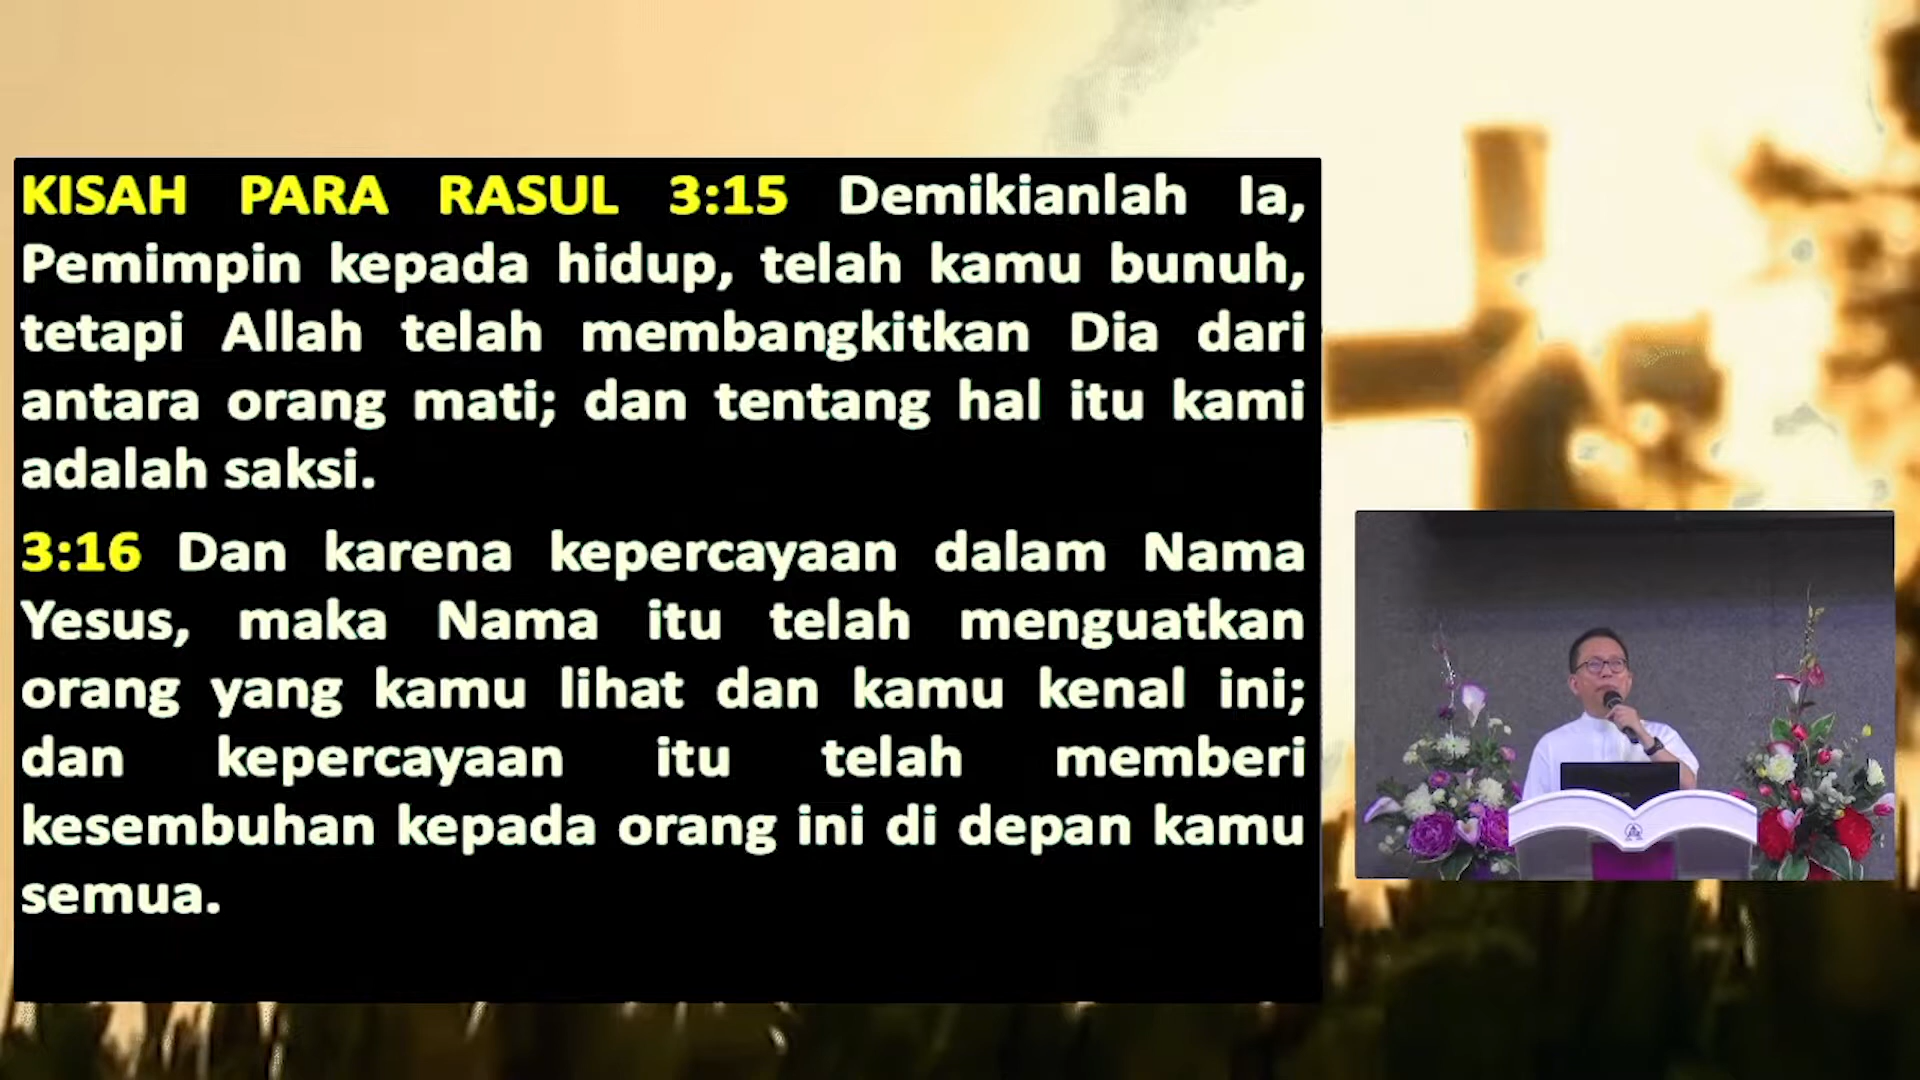 KISAH PARA RASUL 3:15 Demikianlah Ia,
Pemimpin kepada hidup, telah kamu bunuh,
tetapi Allah telah membangkitkan Dia dari
antara orang mati; dan tentang hal itu kami
adalah saksi.
3:16 Dan karena kepercayaan dalam Nama
Yesus, maka Nama itu telah menguatkan
orang yang kamu lihat dan kamu kenal ini;
dan kepercayaan itu telah memberi
kesembuhan kepada orang ini di depan kamu
semua.